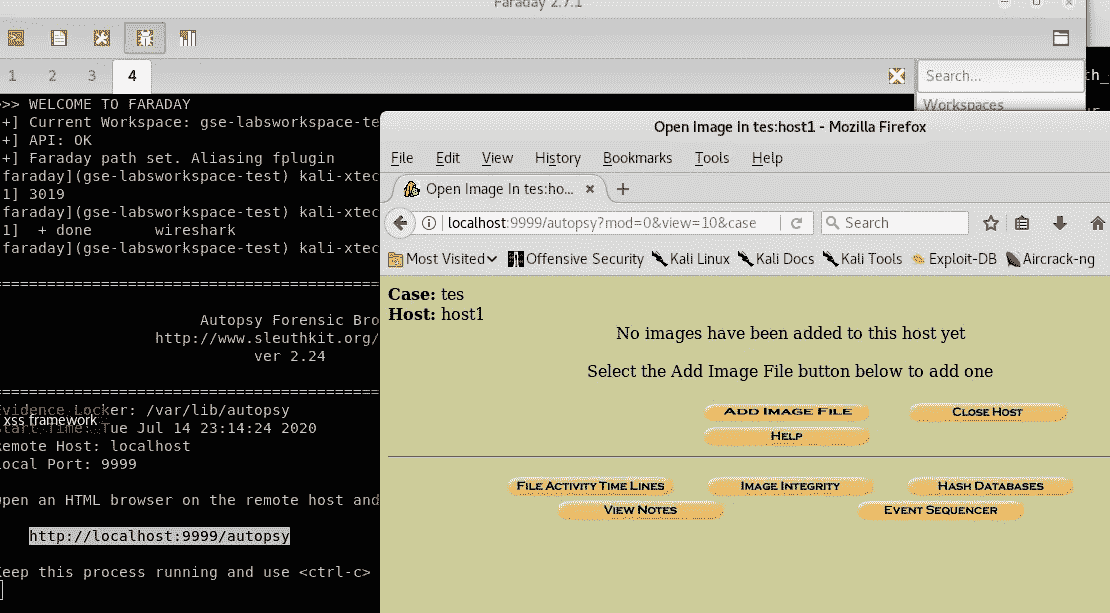 Faraday 2.7.1
1 2 3 4
Search...
Workspaces
>>> WELCOME TO FARADAY
+] Current Workspace: gse-labsworkspace-te
+] API: OK
+] Faraday path set. Aliasing fplugin
faraday](gse-labsworkspace-test) kali-xtec
1] 3019
faraday](gse-labsworkspace-test) kali-xtec
1]  + done        wireshark
faraday](gse-labsworkspace-test) kali-xtec
Autopsy Forensic Bro
http://www.sleuthkit.org/
ver 2.24
Evidence Locker: /var/lib/autopsy
xss framework
Start Time: Tue Jul 14 23:14:24 2020
Remote Host: localhost
Local Port: 9999
Open an HTML browser on the remote host and
http://localhost:9999/autopsy
Keep this process running and use <ctrl-c>
Open Image In tes:host1 - Mozilla Firefox
File Edit View History Bookmarks Tools Help
Open Image In tes:ho...
localhost:9999/autopsy?mod=0&view=10&case
Search
Most Visited Offensive Security Kali Linux Kali Docs Kali Tools Exploit-DB Aircrack-ng
Case: tes
Host: host1
No images have been added to this host yet
Select the Add Image File button below to add one
ADD IMAGE FILE CLOSE HOST
HELP
FILE ACTIVITY TIME LINES IMAGE INTEGRITY HASH DATABASES
VIEW NOTES EVENT SEQUENCER